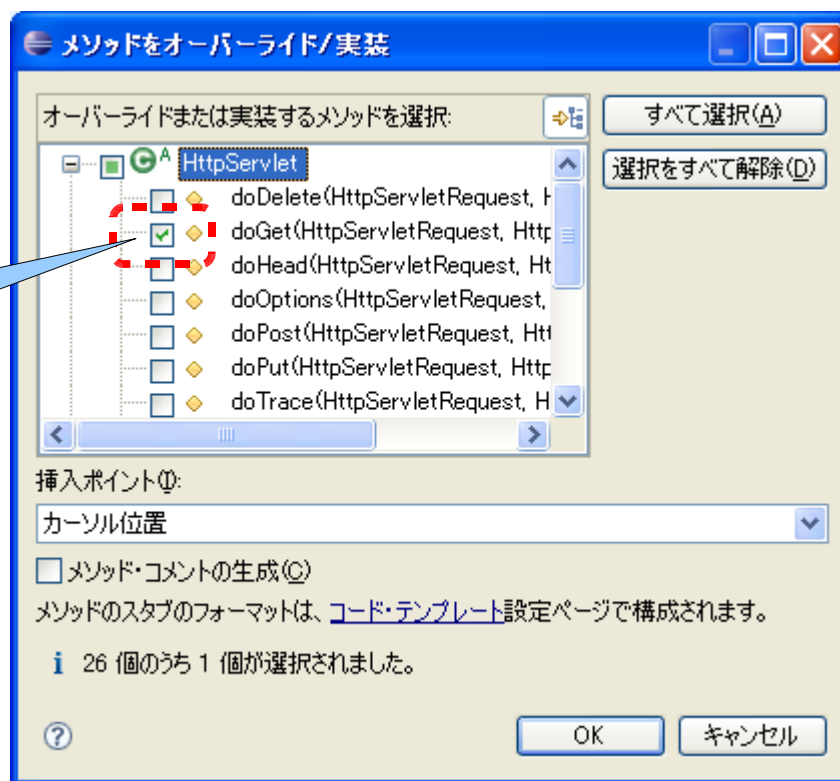 メソッドをオーバーライド/実装
オーバーライドまたは実装するメソッドを選択:
すべて選択(A)
選択をすべて解除(D)
HttpServlet
doDelete(HttpServletRequest, H
doGet(HttpServletRequest, Http
doHead(HttpServletRequest, Ht
doOptions(HttpServletRequest,
doPost(HttpServletRequest, Htt
doPut(HttpServletRequest, Http
doTrace(HttpServletRequest, H
挿入ポイント(I):
カーソル位置
メソッド・コメントの生成(C)
メソッドのスタブのフォーマットは、コード・テンプレート設定ページで構成されます。
26 個のうち 1 個が選択されました。
OK
キャンセル